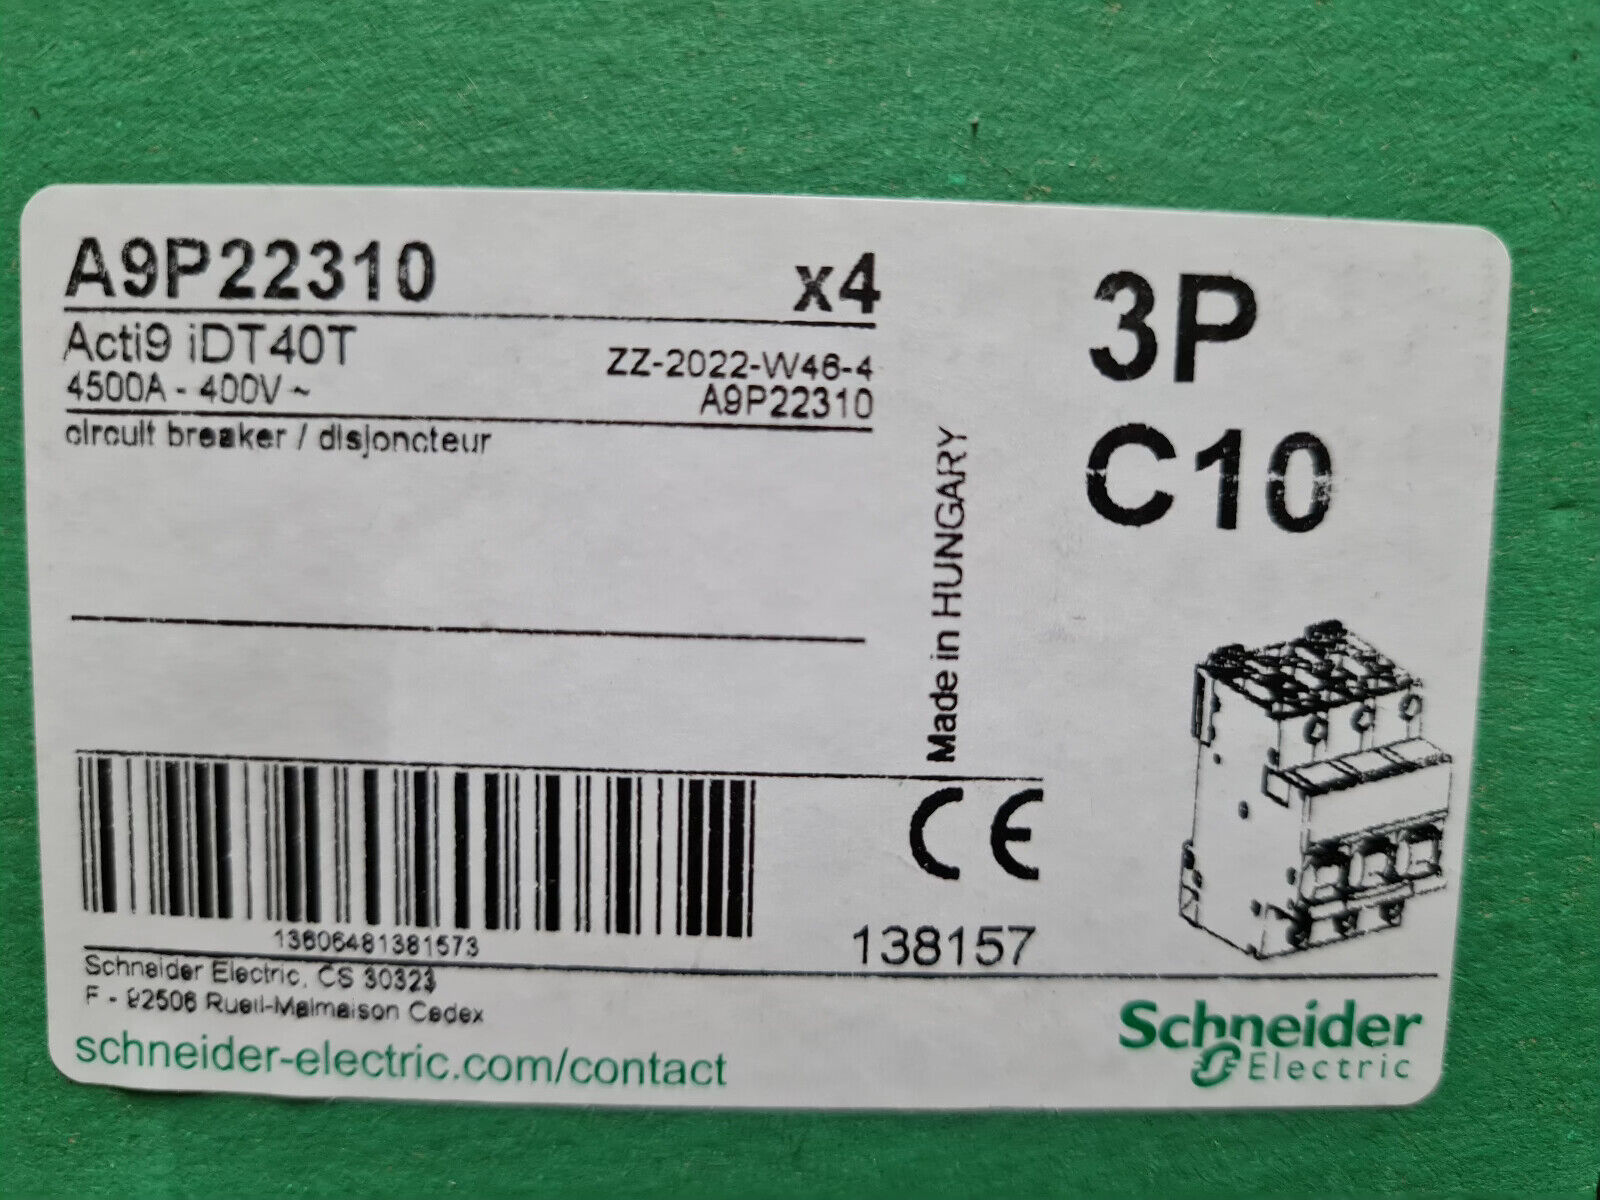 A9P22310 x4
Acti9 iDT40T
4500A - 400V ~
ZZ-2022-W46-4
A9P22310
circuit breaker / disjoncteur
3P
C10
Made in HUNGARY
CE
13606481381573
138157
Schneider Electric, CS 30323
F - 92506 Rueil-Malmaison Cedex
schneider-electric.com/contact
Schneider
Electric